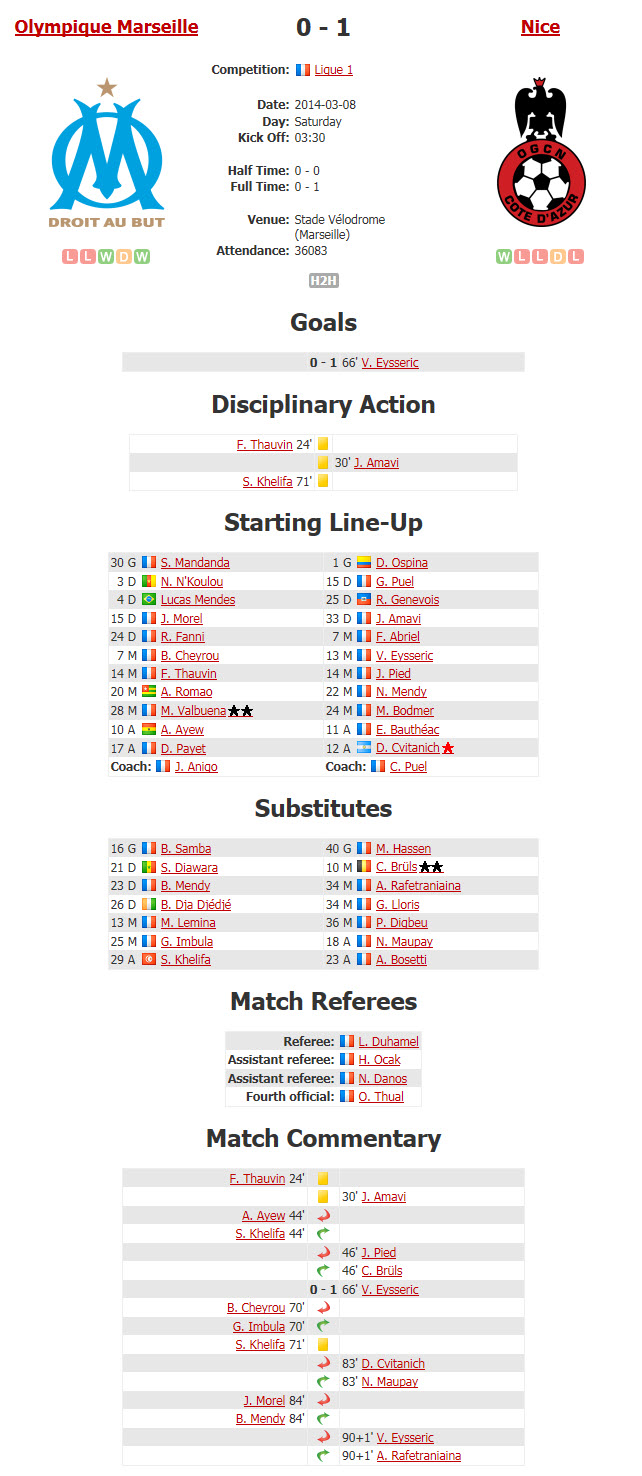 Olympique Marseille 0 - 1 Nice
Competition: Ligue 1
Date: 2014-03-08
Day: Saturday
Kick Off: 03:30
Half Time: 0 - 0
Full Time: 0 - 1
Venue: Stade Vélodrome
(Marseille)
Attendance: 36083
DROIT AU BUT
OGCN
CÔTE D'AZUR
L L W D W
W L L D L
H2H
Goals
0 - 1 66' V. Eysseric
Disciplinary Action
F. Thauvin 24'
30' J. Amavi
S. Khelifa 71'
Starting Line-Up
30 G S. Mandanda 1 G D. Ospina
3 D N. N'Koulou 15 D G. Puel
4 D Lucas Mendes 25 D R. Genevois
15 D J. Morel 33 D J. Amavi
24 D R. Fanni 7 M F. Abriel
7 M B. Cheyrou 13 M V. Eysseric
14 M F. Thauvin 14 M J. Pied
20 M A. Romao 22 M N. Mendy
28 M M. Valbuena 24 M M. Bodmer
10 A A. Ayew 11 A E. Bauthéac
17 A D. Payet 12 A D. Cvitanich
Coach: J. Anigo Coach: C. Puel
Substitutes
16 G B. Samba 40 G M. Hassen
21 D S. Diawara 10 M C. Brüls
23 D B. Mendy 34 M A. Rafetraniaina
26 D B. Dja Djédjé 34 M G. Lloris
13 M M. Lemina 36 M P. Digbeu
25 M G. Imbula 18 A N. Maupay
29 A S. Khelifa 23 A A. Bosetti
Match Referees
Referee: L. Duhamel
Assistant referee: H. Ocak
Assistant referee: N. Danos
Fourth official: O. Thual
Match Commentary
F. Thauvin 24'
30' J. Amavi
A. Ayew 44'
S. Khelifa 44'
46' J. Pied
46' C. Brüls
0 - 1 66' V. Eysseric
B. Cheyrou 70'
G. Imbula 70'
S. Khelifa 71'
83' D. Cvitanich
83' N. Maupay
J. Morel 84'
B. Mendy 84'
90+1' V. Eysseric
90+1' A. Rafetraniaina